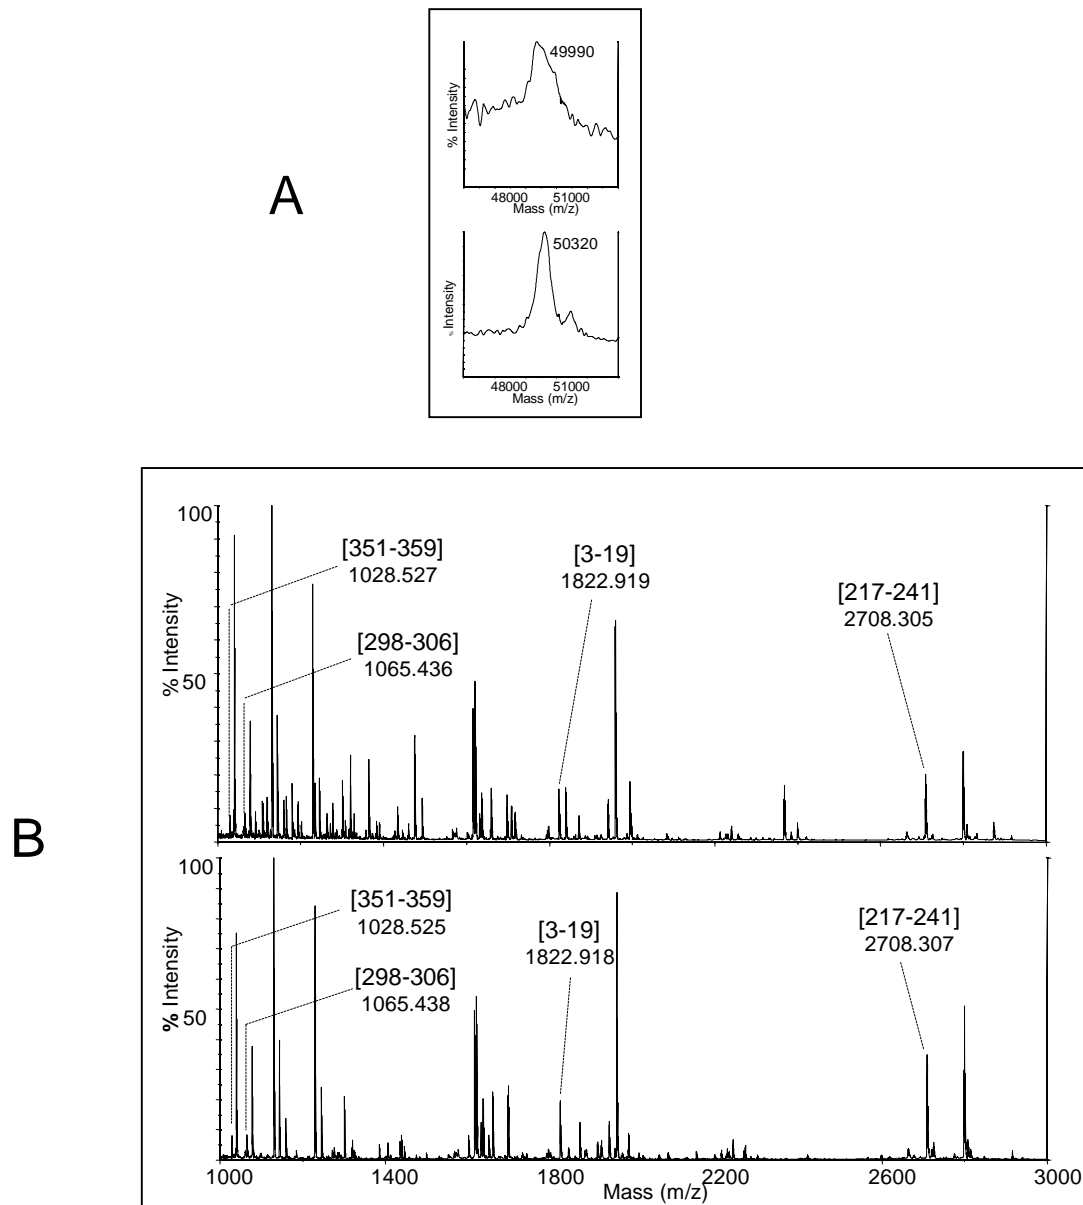 A
49990
% Intensity
48000 51000
Mass (m/z)
50320
% Intensity
48000 51000
Mass (m/z)
B
100
50
% Intensity
[351-359]
1028.527
[298-306]
1065.436
[3-19]
1822.919
[217-241]
2708.305
100
50
% Intensity
[351-359]
1028.525
[298-306]
1065.438
[3-19]
1822.918
[217-241]
2708.307
1000 1400 1800 2200 2600 3000
Mass (m/z)